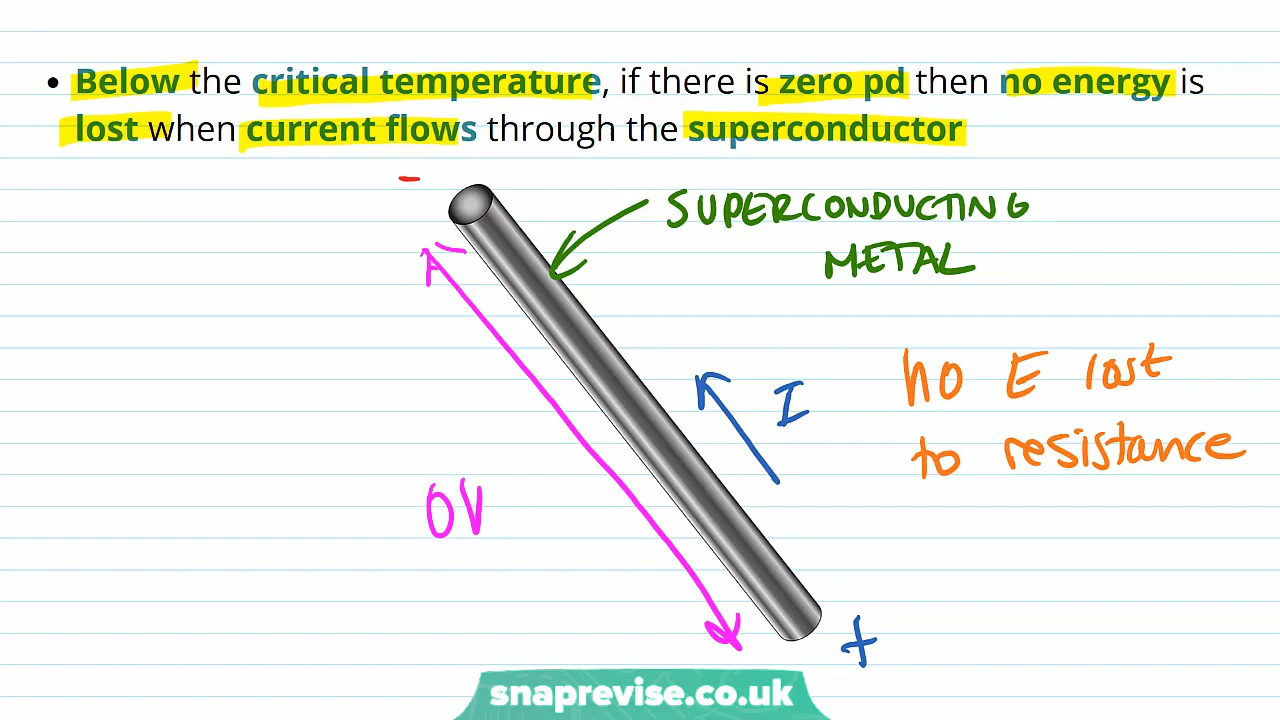 • Below the critical temperature, if there is zero pd then no energy is
lost when current flows through the superconductor
-
SUPERCONDUCTING
METAL
I
no E lost
to resistance
0V
+
snaprevise.co.uk